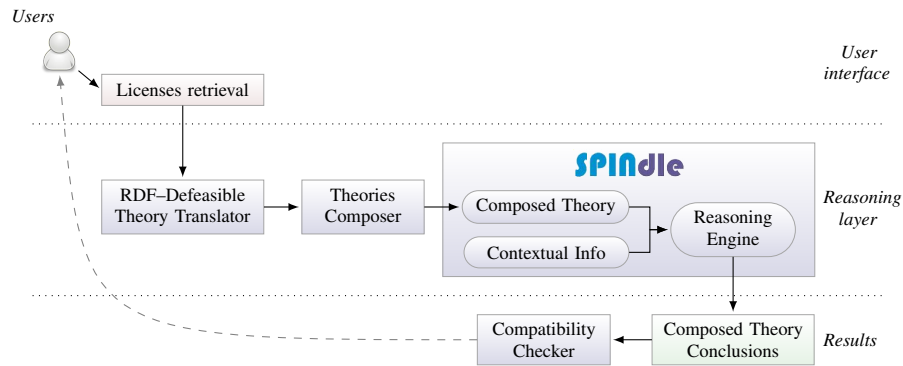 Users
User
interface
Licenses retrieval
SPINdle
RDF–Defeasible
Theory Translator
Theories
Composer
Composed Theory
Contextual Info
Reasoning
Engine
Reasoning
layer
Compatibility
Checker
Composed Theory
Conclusions
Results